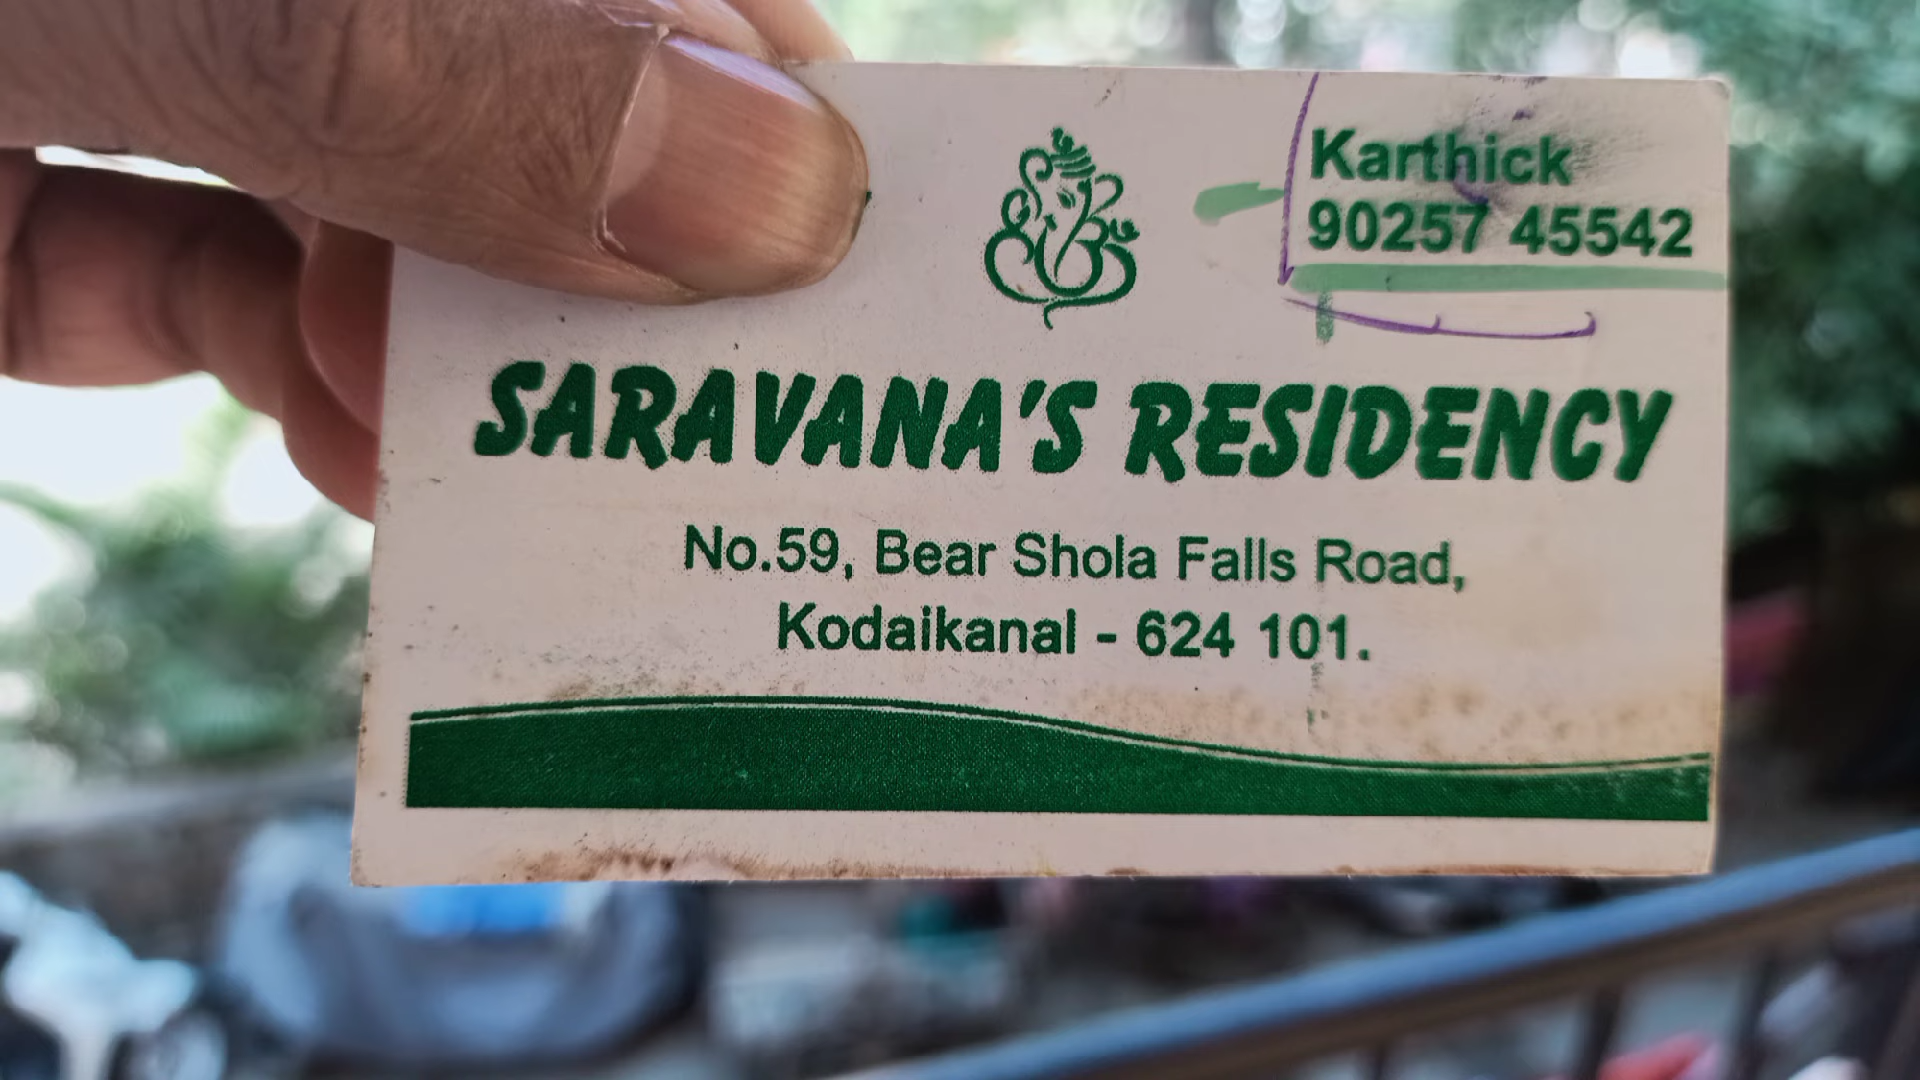 Karthick
90257 45542
SARAVANA'S RESIDENCY
No.59, Bear Shola Falls Road,
Kodaikanal - 624 101.